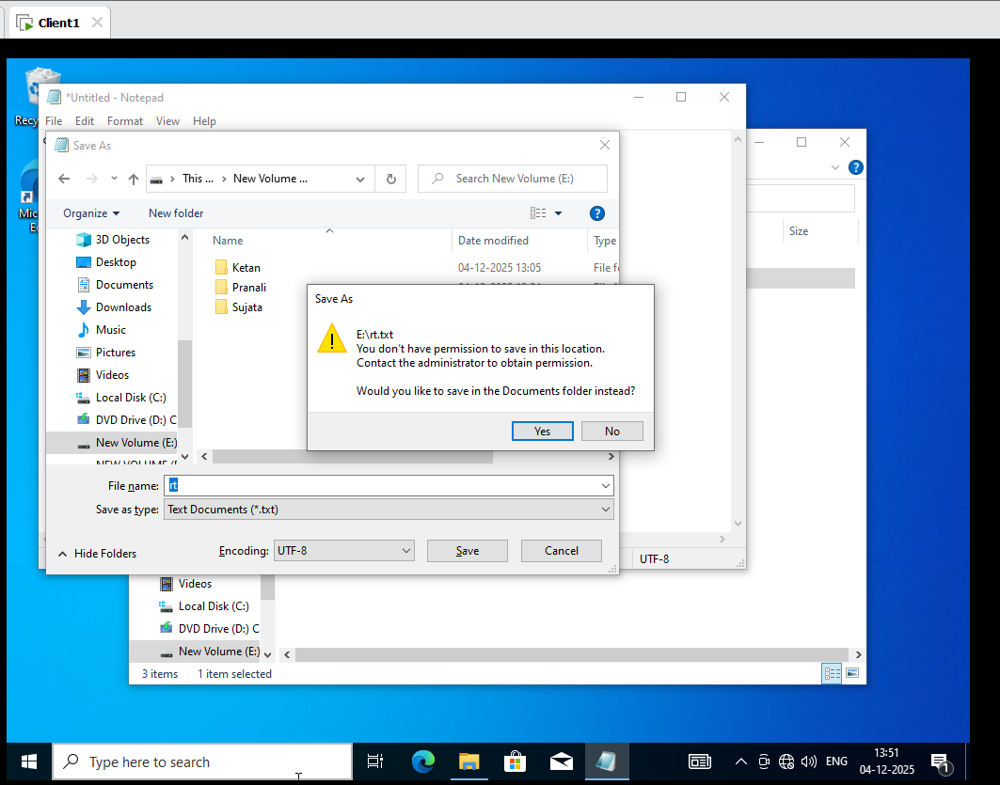 Client1
*Untitled - Notepad
File Edit Format View Help
Save As
This ... New Volume ...
Search New Volume (E:)
Organize New folder
Name Date modified Type
Size
3D Objects
Desktop
Documents
Downloads
Music
Pictures
Videos
Local Disk (C:)
DVD Drive (D:) C
New Volume (E:)
Ketan 04-12-2025 13:05 File f
Pranali
Sujata
Save As
E:\rt.txt
You don't have permission to save in this location.
Contact the administrator to obtain permission.
Would you like to save in the Documents folder instead?
Yes No
File name: rt
Save as type: Text Documents (*.txt)
Hide Folders Encoding: UTF-8 Save Cancel
UTF-8
Videos
Local Disk (C:)
DVD Drive (D:) C
New Volume (E:)
3 items 1 item selected
Type here to search
ENG
13:51
04-12-2025
1